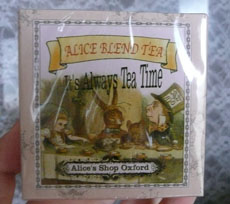 ALICE BLEND TEA
It's Always Tea Time
Alice's Shop Oxford